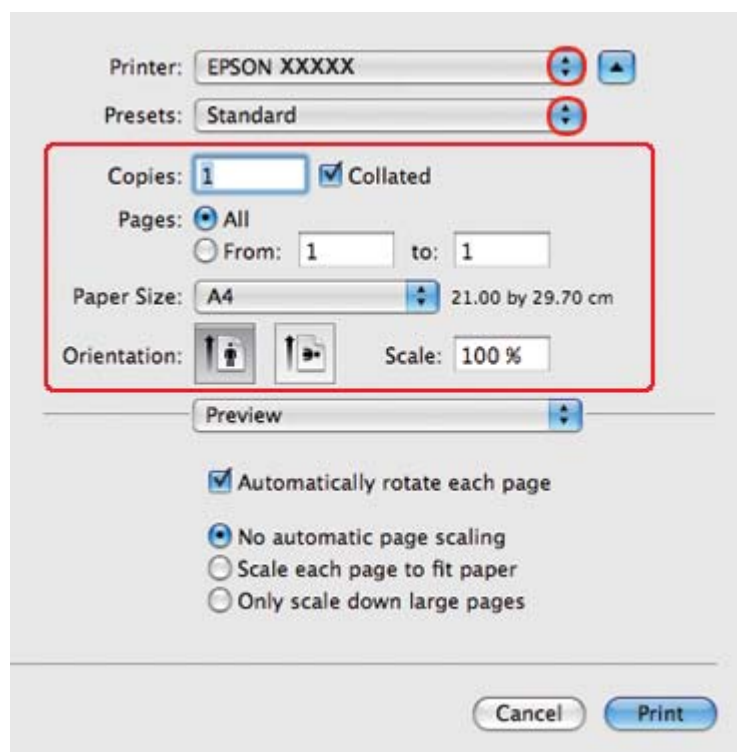 Printer: EPSON XXXXX
Presets: Standard
Copies: 1 Collated
Pages: All
From: 1 to: 1
Paper Size: A4 21.00 by 29.70 cm
Orientation: Scale: 100 %
Preview
Automatically rotate each page
No automatic page scaling
Scale each page to fit paper
Only scale down large pages
Cancel Print